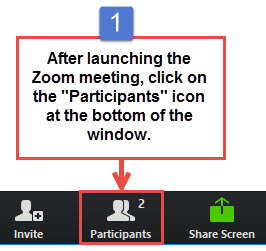 1
After launching the
Zoom meeting, click on
the "Participants" icon
at the bottom of the
window.
2
Invite
Participants
Share Screen